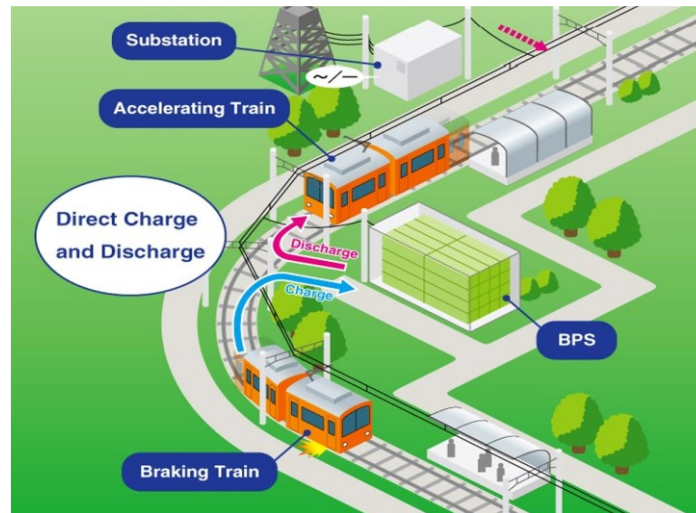 Substation
~/—
Accelerating Train
Direct Charge
and Discharge
Discharge
Charge
BPS
Braking Train